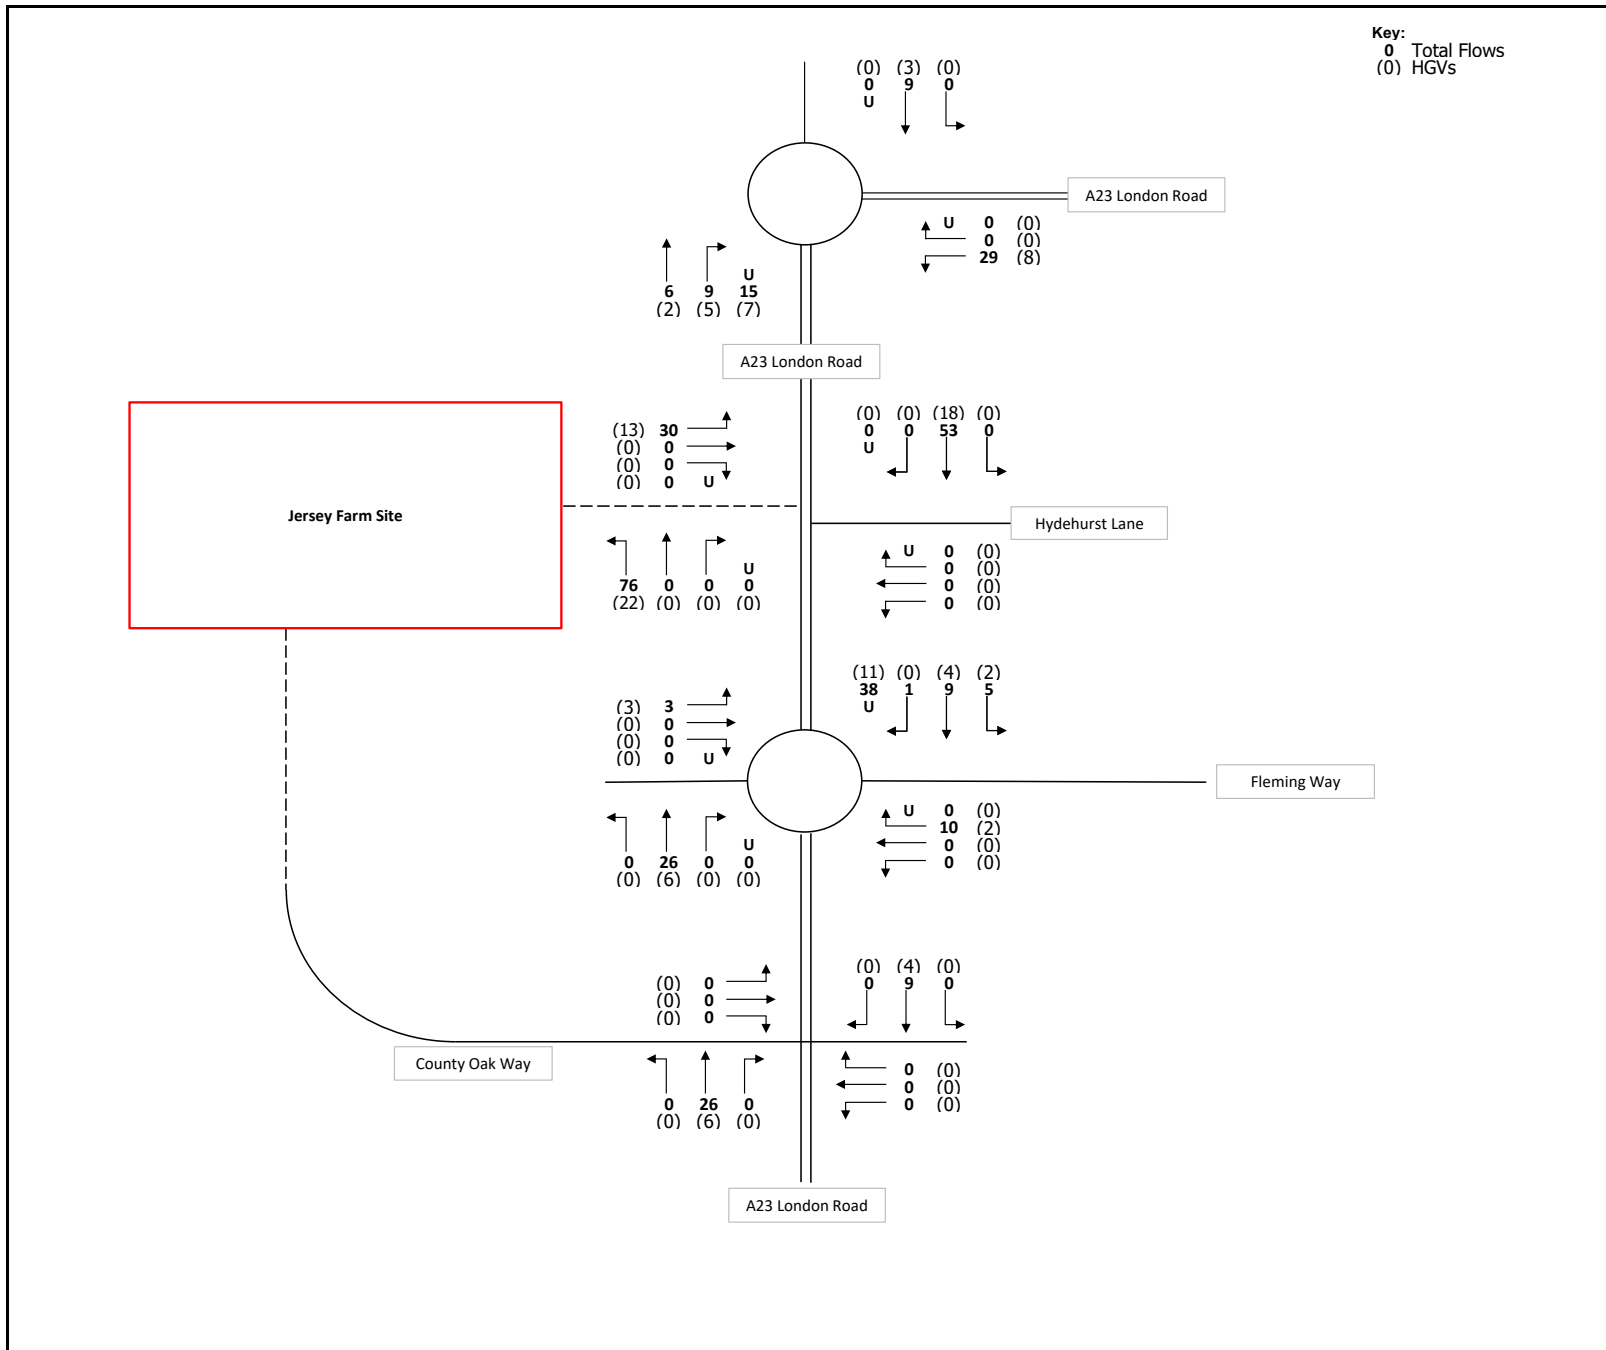 Key:
0 Total Flows
(0) HGVs
(0) (3) (0)
0 9 0
U
A23 London Road
U 0 (0)
0 (0)
29 (8)
U
6 9 15
(2) (5) (7)
A23 London Road
(13) 30
(0) 0
(0) 0
(0) 0 U
(0) (0) (18) (0)
0 0 53 0
U
Jersey Farm Site
Hydehurst Lane
U
76 0 0 0
(22) (0) (0) (0)
U 0 (0)
0 (0)
0 (0)
0 (0)
(11) (0) (4) (2)
38 1 9 5
U
(3) 3
(0) 0
(0) 0
(0) 0 U
Fleming Way
U 0 (0)
10 (2)
0 (0)
0 (0)
U
0 26 0 0
(0) (6) (0) (0)
(0) 0
(0) 0
(0) 0
(0) (4) (0)
0 9 0
County Oak Way
0 26 0
(0) (6) (0)
0 (0)
0 (0)
0 (0)
A23 London Road